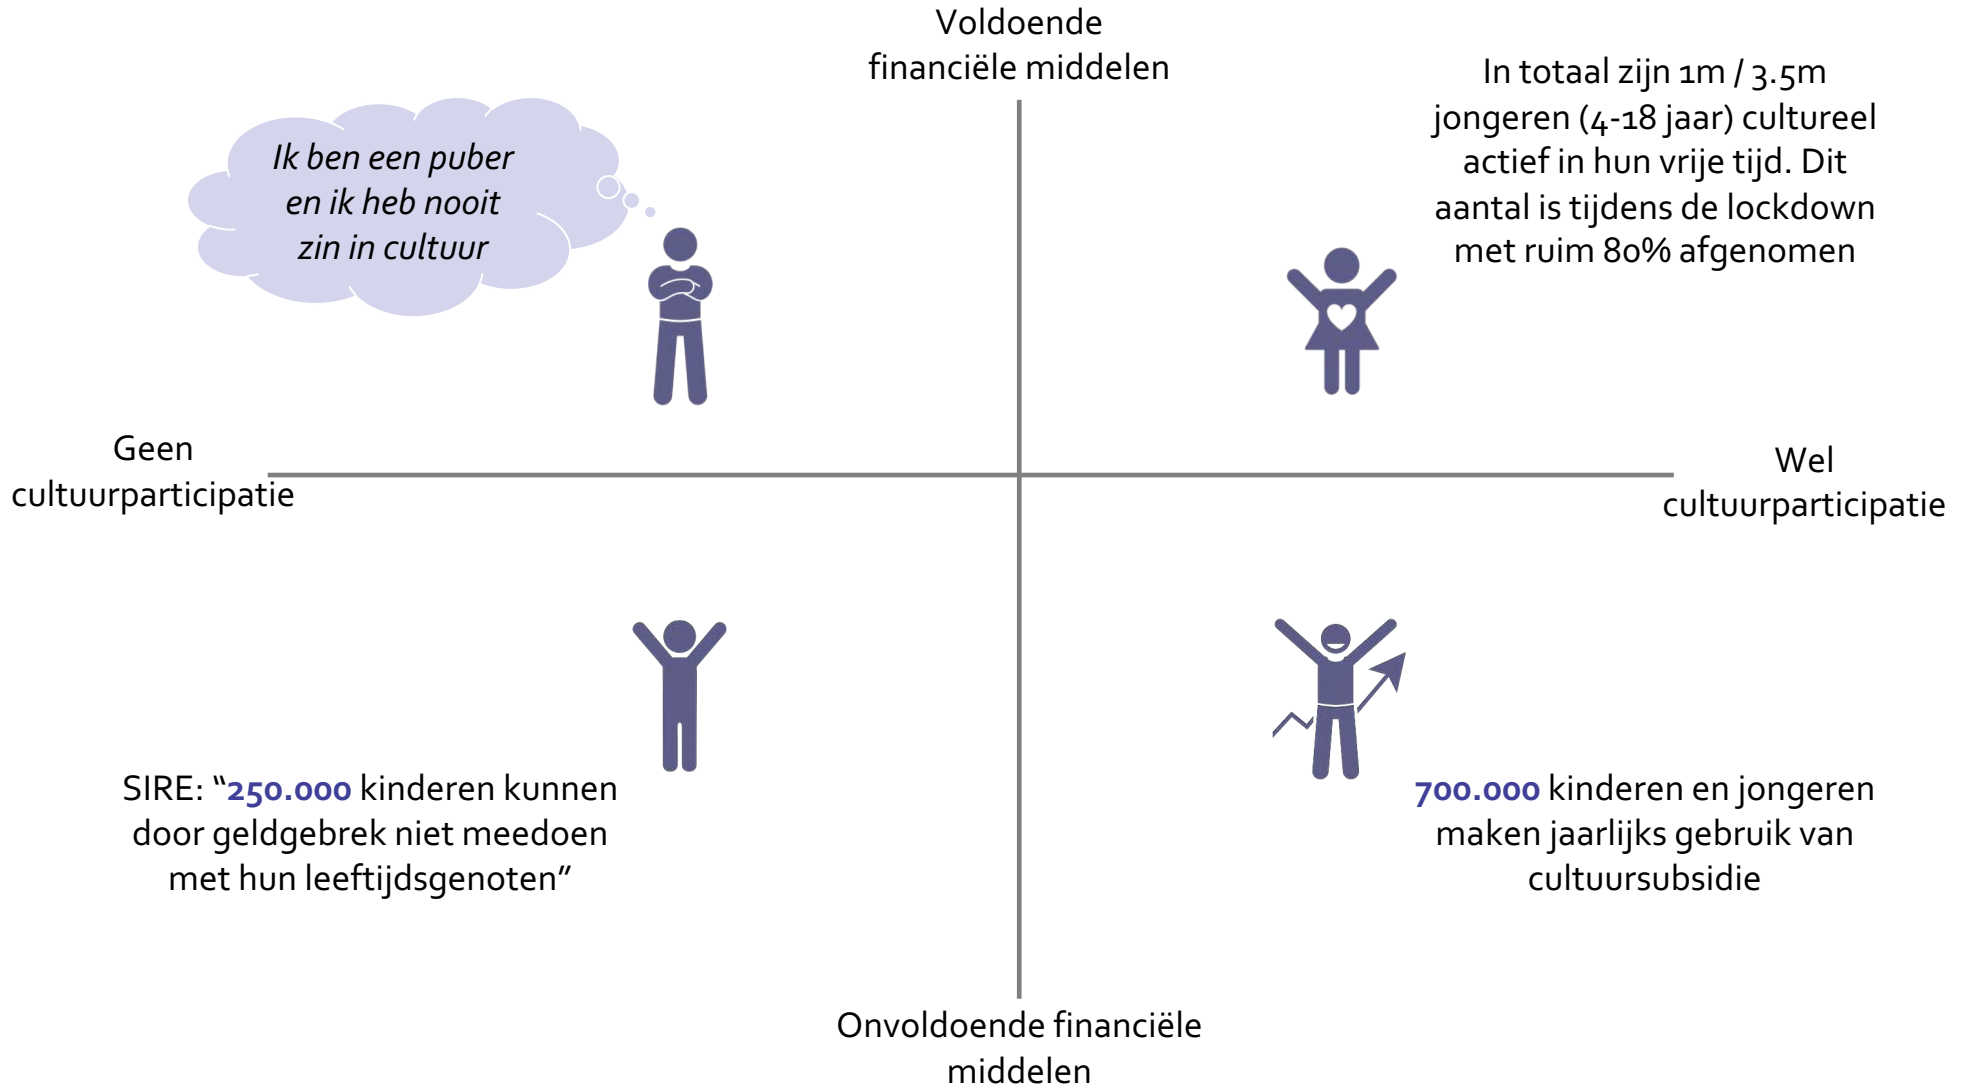 Voldoende
financiële middelen
In totaal zijn 1m / 3.5m
jongeren (4-18 jaar) cultureel
actief in hun vrije tijd. Dit
aantal is tijdens de lockdown
met ruim 80% afgenomen
Ik ben een puber
en ik heb nooit
zin in cultuur
Geen
cultuurparticipatie
Wel
cultuurparticipatie
SIRE: “250.000 kinderen kunnen
door geldgebrek niet meedoen
met hun leeftijdsgenoten”
700.000 kinderen en jongeren
maken jaarlijks gebruik van
cultuursubsidie
Onvoldoende financiële
middelen